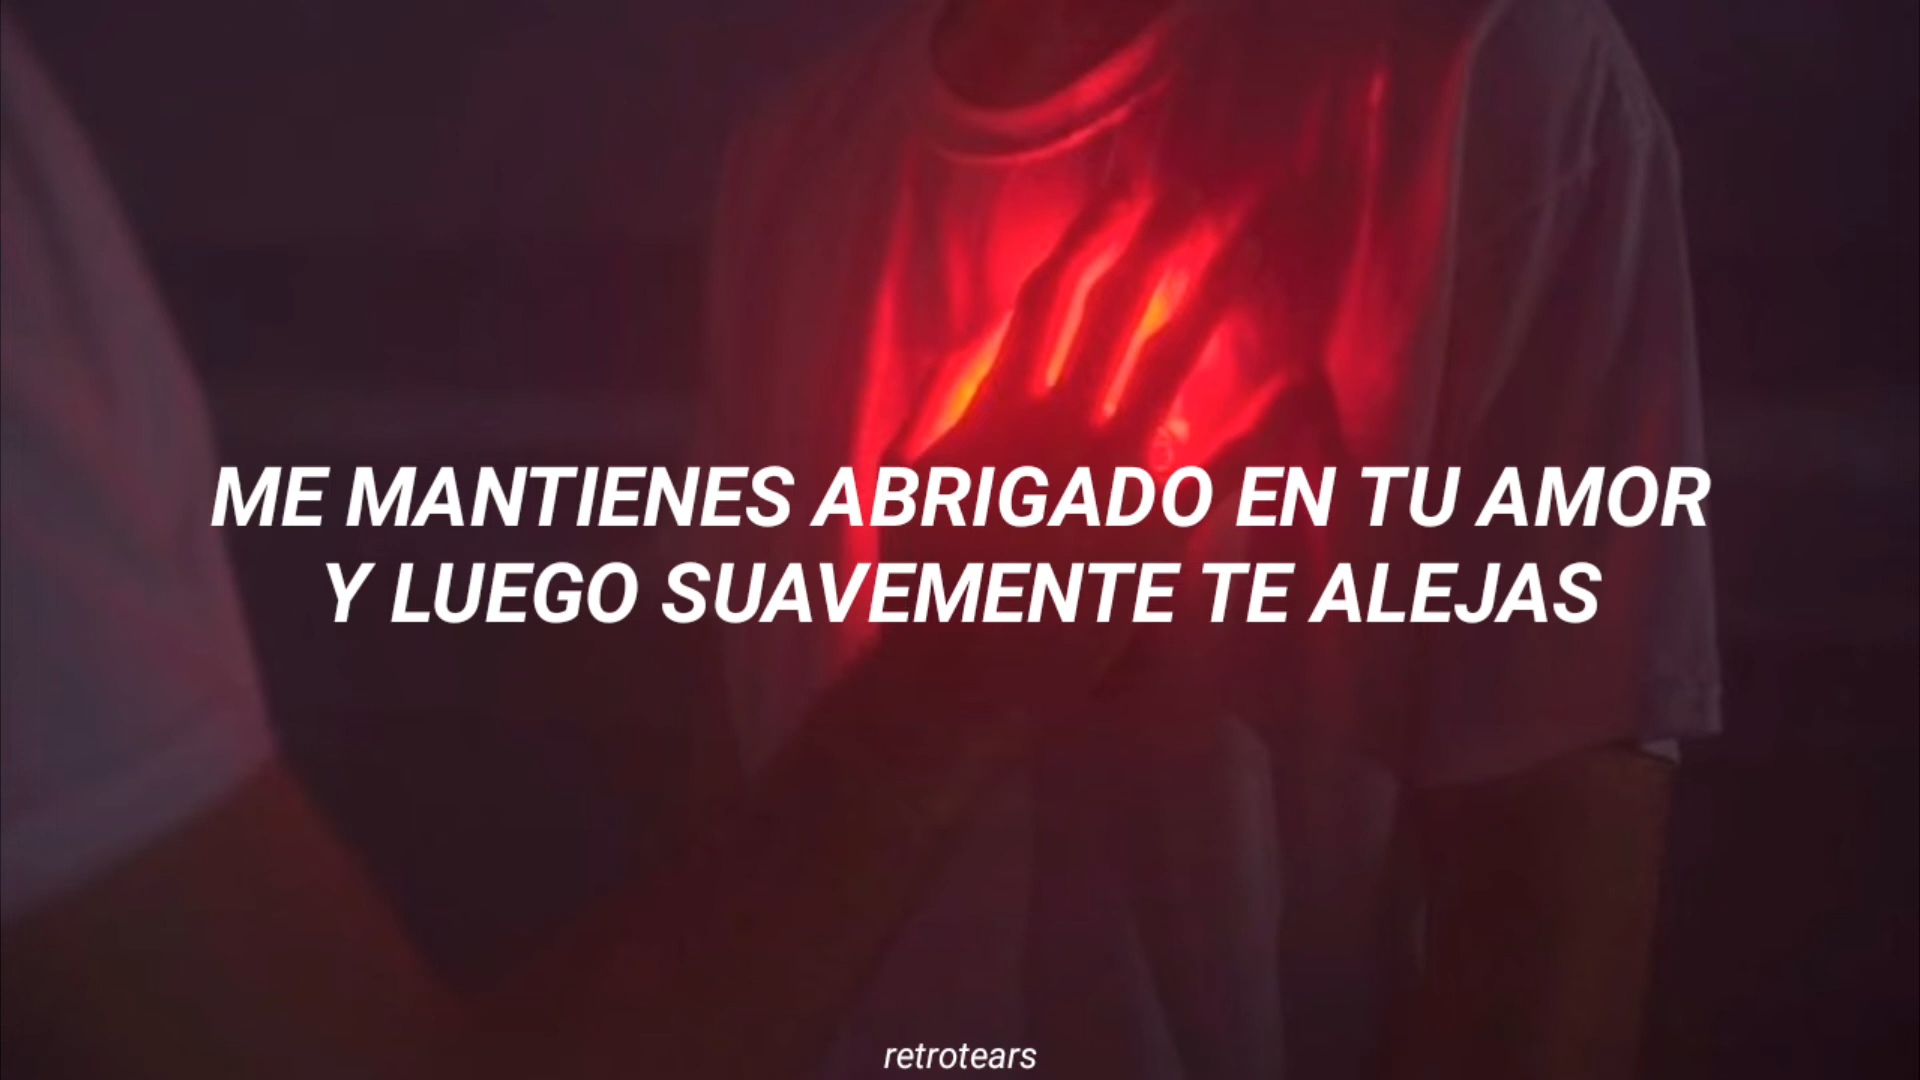 ME MANTIENES ABRIGADO EN TU AMOR
Y LUEGO SUAVEMENTE TE ALEJAS
retrotears